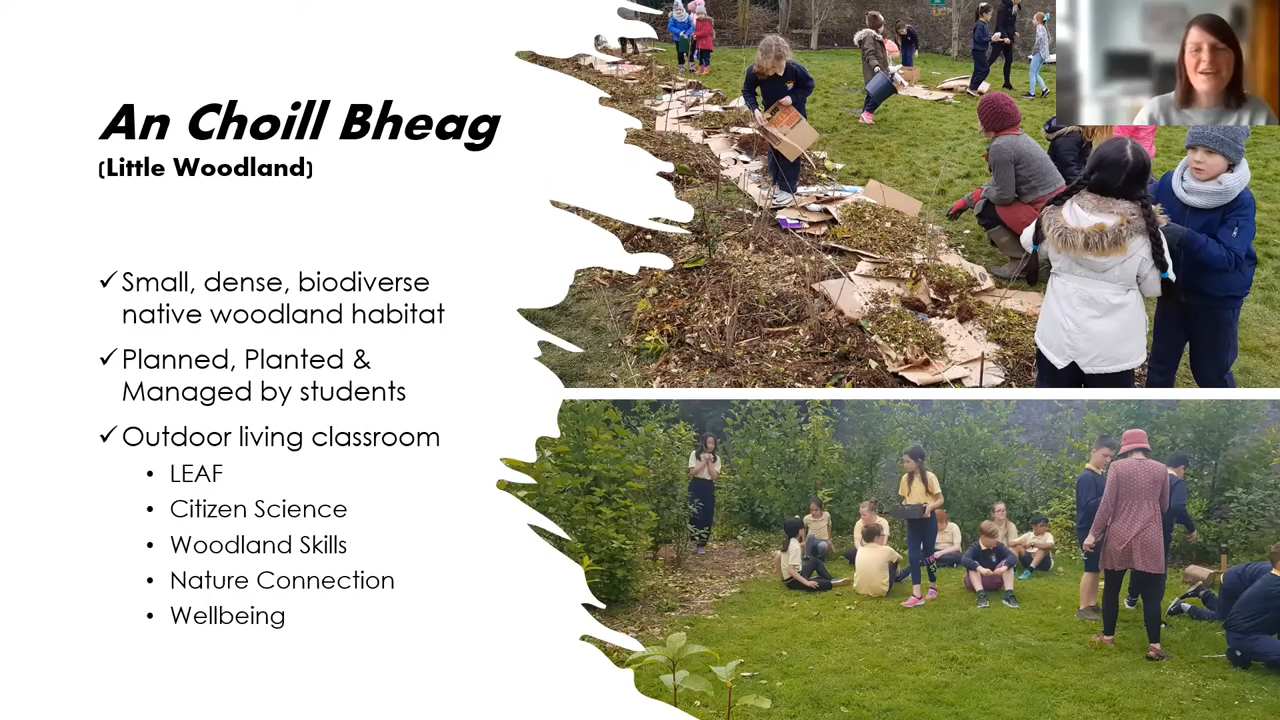 An Choill Bheag
(Little Woodland)
✓ Small, dense, biodiverse
native woodland habitat
✓ Planned, Planted &
Managed by students
✓ Outdoor living classroom
• LEAF
• Citizen Science
• Woodland Skills
• Nature Connection
• Wellbeing